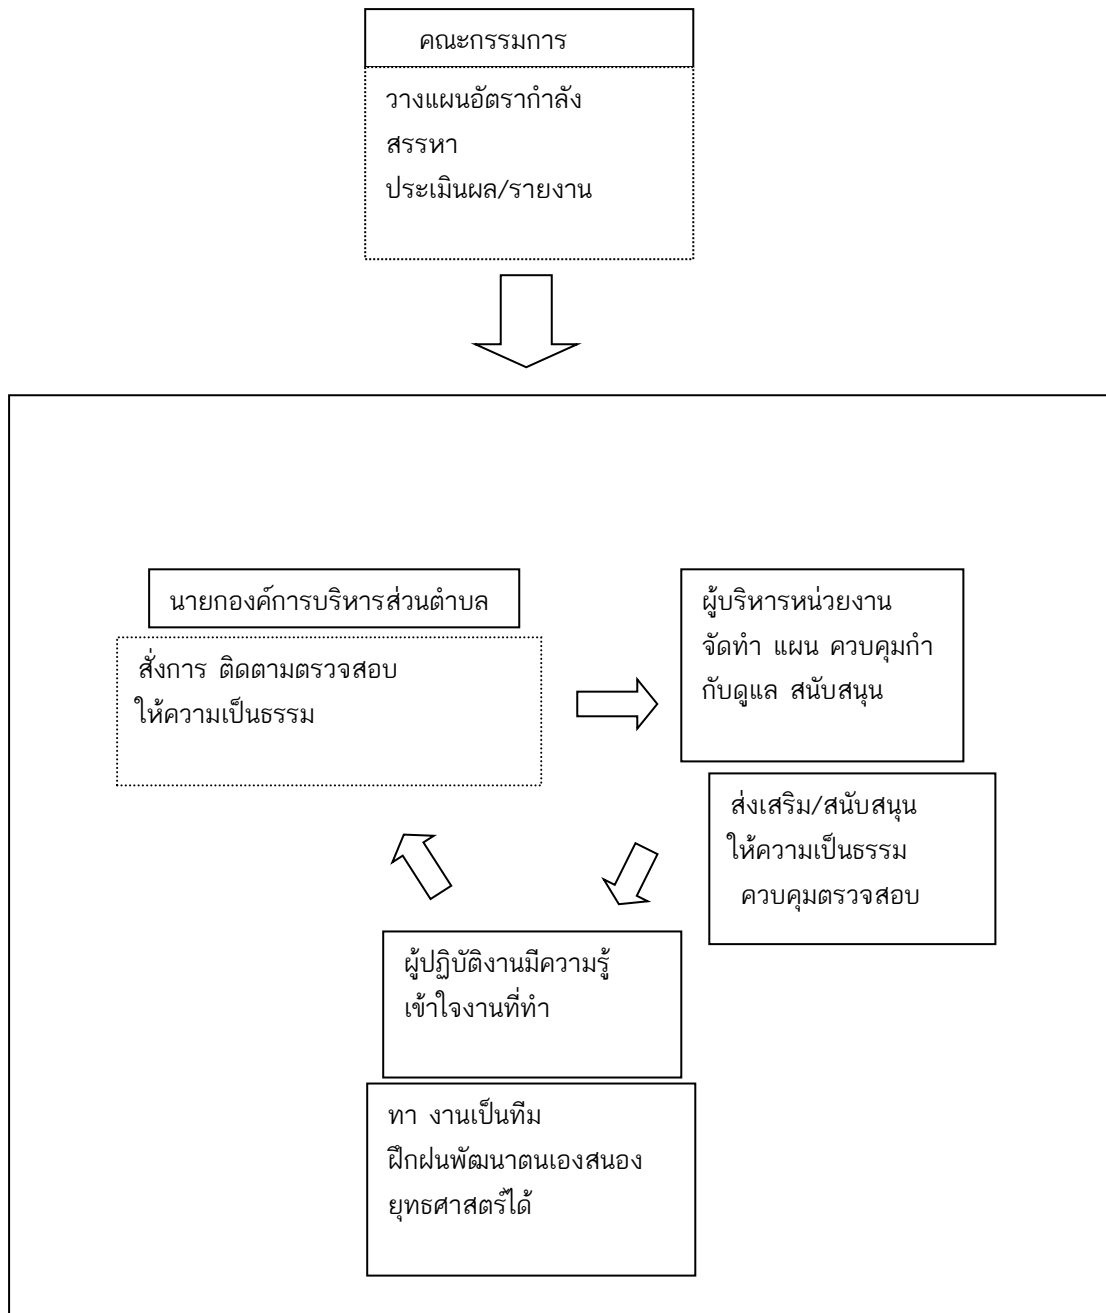 คณะกรรมการ
วางแผนอัตรากำลัง
สรรหา
ประเมินผล/รายงาน
นายกองค์การบริหารส่วนตำบล
สั่งการ ติดตามตรวจสอบ
ให้ความเป็นธรรม
ผู้บริหารหน่วยงาน
จัดทำ แผน ควบคุมกำ
กับดูแล สนับสนุน
ส่งเสริม/สนับสนุน
ให้ความเป็นธรรม
ควบคุมตรวจสอบ
ผู้ปฏิบัติงานมีความรู้
เข้าใจงานที่ทำ
ทา งานเป็นทีม
ฝึกฝนพัฒนาตนเองสนอง
ยุทธศาสตร์ได้